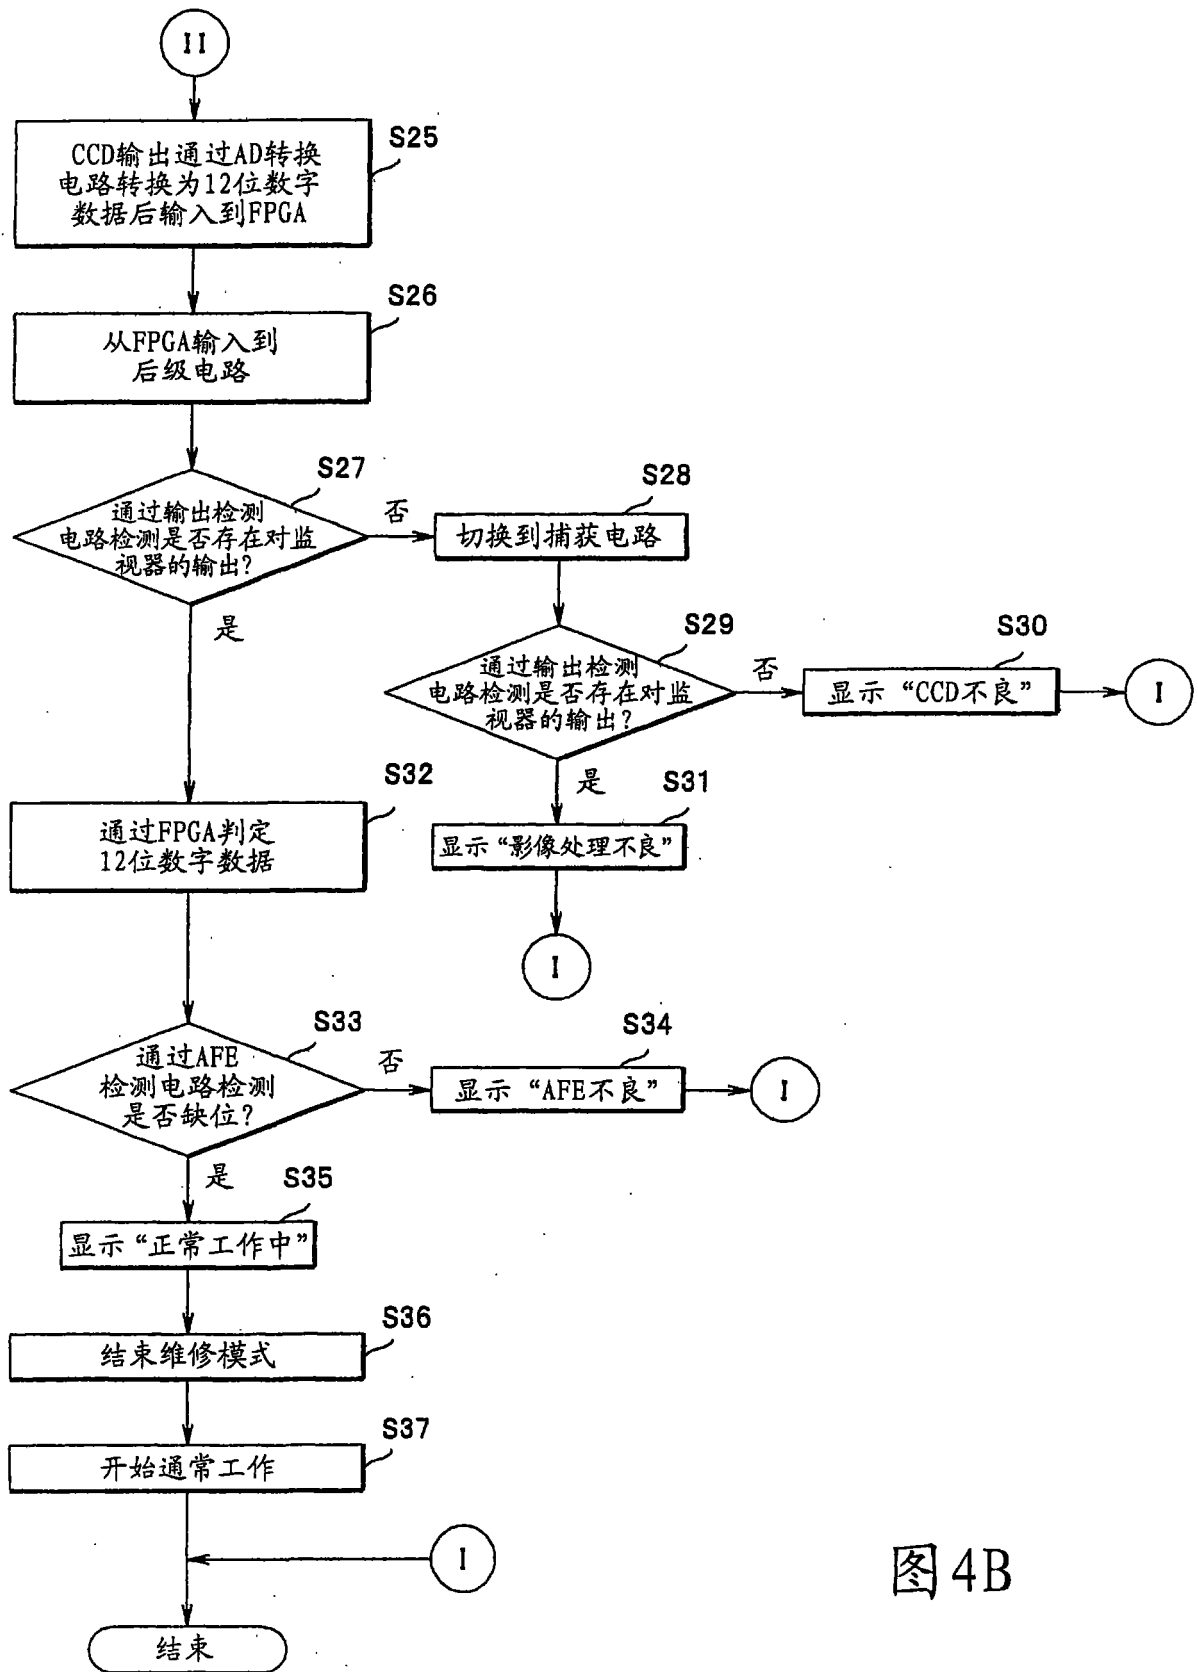 II
S25
CCD输出通过AD转换
电路转换为12位数字
数据后输入到FPGA
S26
从FPGA输入到
后级电路
S27
通过输出检测
电路检测是否存在对监
视器的输出?
否
是
S28
切换到捕获电路
S29
通过输出检测
电路检测是否存在对监
视器的输出?
否
是
S30
显示“CCD不良”
I
S31
显示“影像处理不良”
I
S32
通过FPGA判定
12位数字数据
S33
通过AFE
检测电路检测
是否缺位?
否
是
S34
显示“AFE不良”
I
S35
显示“正常工作中”
S36
结束维修模式
S37
开始通常工作
I
结束
图4B